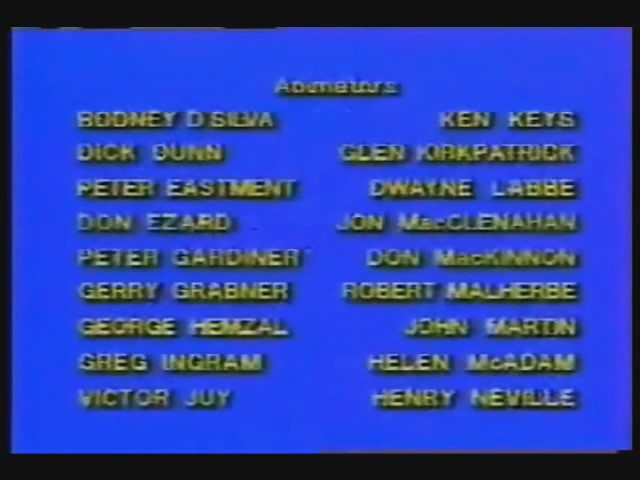 Animators
RODNEY D'SILVA KEN KEYS
DICK DUNN GLEN KIRKPATRICK
PETER EASTMENT DWAYNE LABBE
DON EZARD JON MacCLENAHAN
PETER GARDINER DON MacKINNON
GERRY GRABNER ROBERT MALHERBE
GEORGE HEMZAL JOHN MARTIN
GREG INGRAM HELEN McADAM
VICTOR JUY HENRY NEVILLE